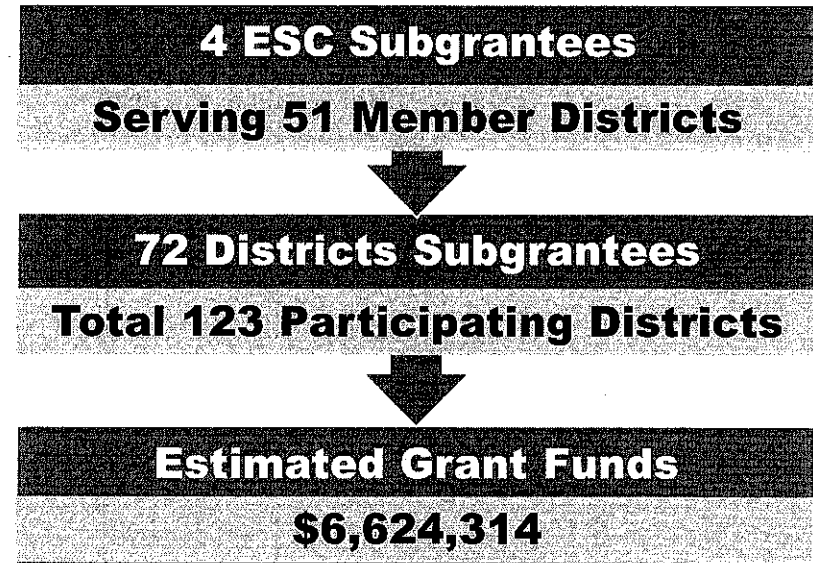 4 ESC Subgrantees
Serving 51 Member Districts
72 Districts Subgrantees
Total 123 Participating Districts
Estimated Grant Funds
$6,624,314